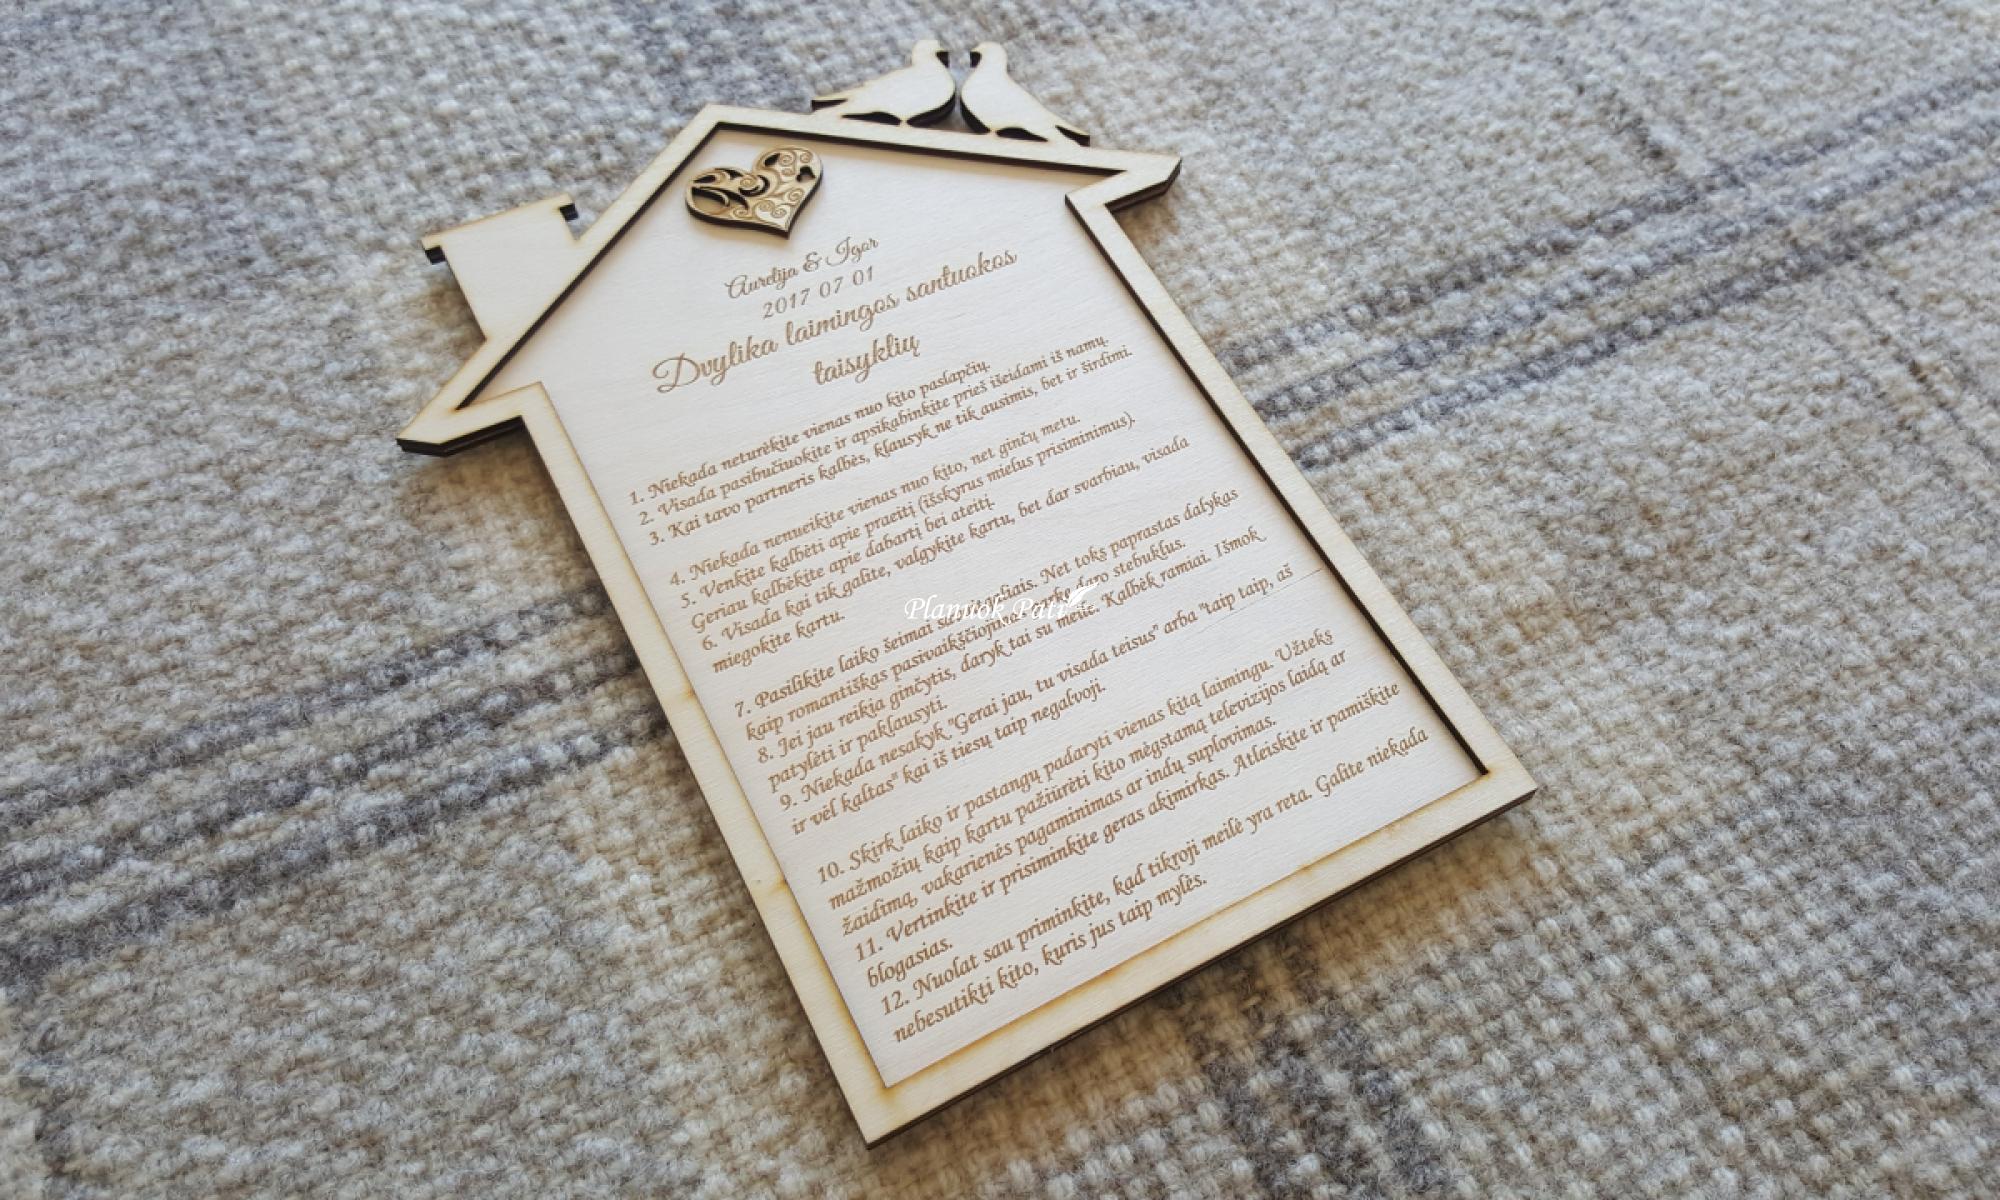 Aurelija & Igor
2017 07 01
Dvylika laimingos santuokos
taisyklių
1. Niekada neturėkite vienas nuo kito paslapčių.
2. Visada pasibučiuokite ir apsikabinkite prieš išeidami iš namų.
3. Kai tavo partneris kalbės, klausyk ne tik ausimis, bet ir širdimi.
4. Niekada nenueikite vienas nuo kito, net ginčų metu.
5. Venkite kalbėti apie praeitį (išskyrus mielus prisiminimus).
Geriau kalbėkite apie dabartį bei ateitį.
6. Visada kai tik galite, valgykite kartu, bet dar svarbiau, visada
miegokite kartu.
7. Pasilikite laiko šeimai su Net toks paprastas dalykas
kaip romantiškas pasivaikščiojimas parke daro stebuklus.
8. Jei jau reikia ginčytis, daryk tai su meile. Kalbėk ramiai. Išmok
patylėti ir paklausyti.
9. Niekada nesakyk "Gerai jau, tu visada teisus" arba "taip taip, aš
ir vėl kaltas" kai iš tiesų taip negalvoji.
10. Skirk laiko ir pastangų padaryti vienas kitą laimingu. Užteks
mažmožių kaip kartu pažiūrėti kito mėgstamą televizijos laidą ar
žaidimą, vakarienės pagaminimas ar indų suplovimas.
11. Vertinkite ir prisiminkite geras akimirkas. Atleiskite ir pamiškite
blogasias.
12. Nuolat sau priminkite, kad tikroji meilė yra reta. Galite niekada
nebesutikti kito, kuris jus taip mylės.
Planuok Pati